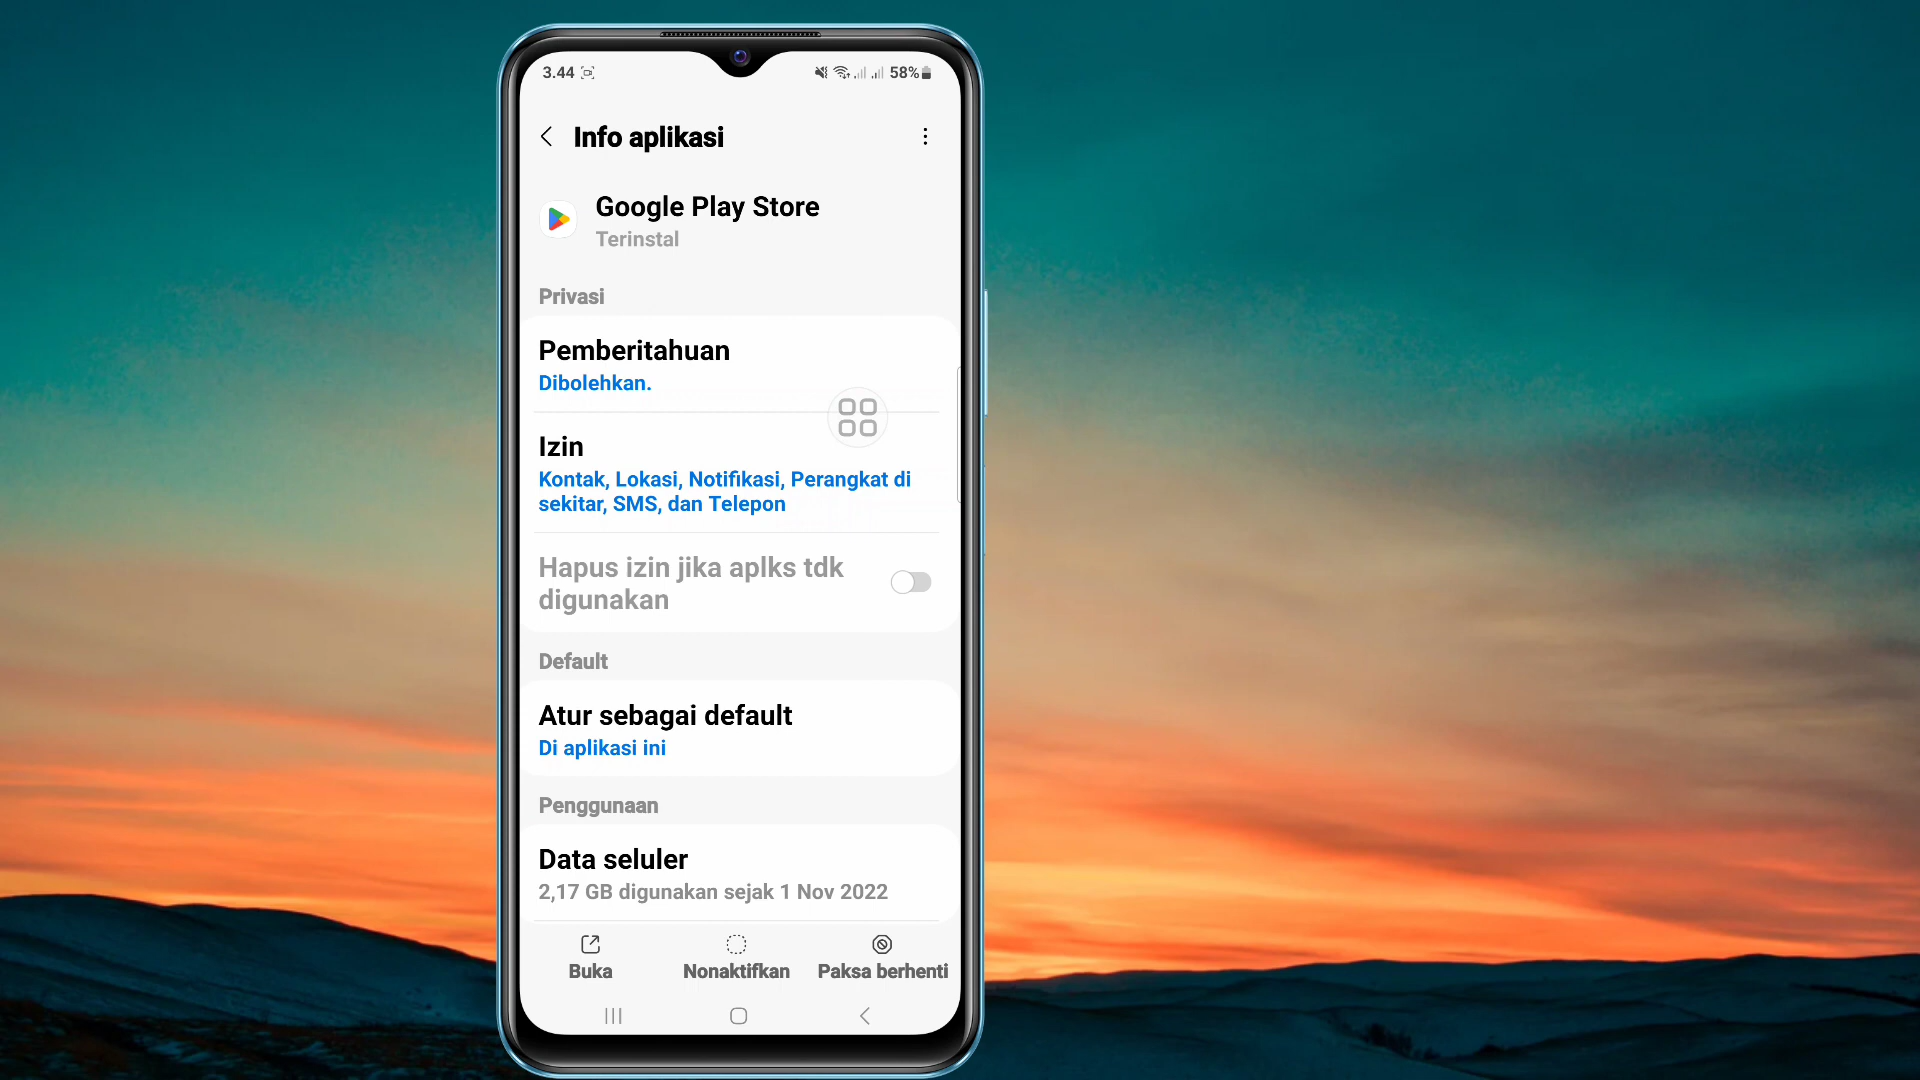 3.44
58%
Info aplikasi
Google Play Store
Terinstal
Privasi
Pemberitahuan
Dibolehkan.
Izin
Kontak, Lokasi, Notifikasi, Perangkat di
sekitar, SMS, dan Telepon
Hapus izin jika aplks tdk
digunakan
Default
Atur sebagai default
Di aplikasi ini
Penggunaan
Data seluler
2,17 GB digunakan sejak 1 Nov 2022
Buka
Nonaktifkan
Paksa berhenti